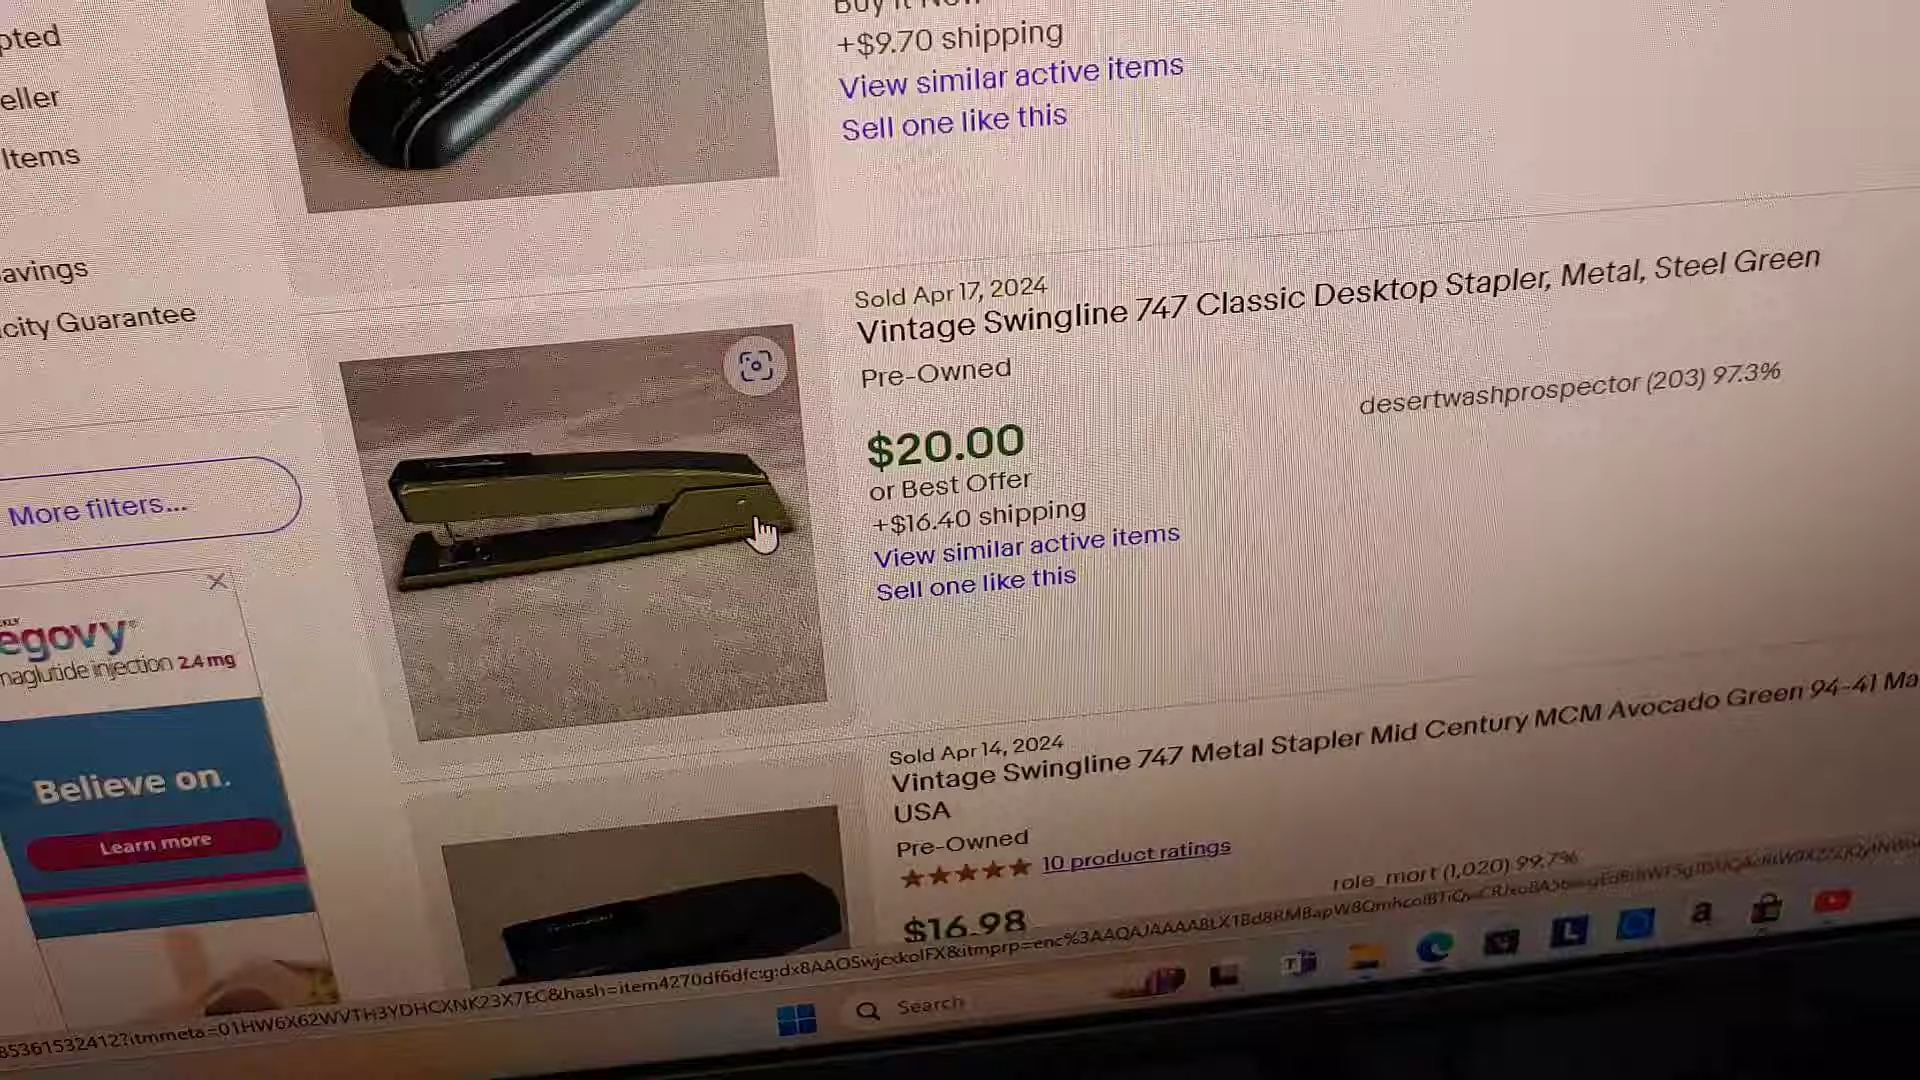 +$9.70 shipping
View similar active items
Sell one like this
Items
Sold Apr 17, 2024
Vintage Swingline 747 Classic Desktop Stapler, Metal, Steel Green
Pre-Owned
desertwashprospector (203) 97.3%
$20.00
or Best Offer
+$16.40 shipping
View similar active items
Sell one like this
Sold Apr 14, 2024
Vintage Swingline 747 Metal Stapler Mid Century MCM Avocado Green 94-41 Ma
USA
Pre-Owned
10 product ratings
role_mort (1,020) 99.7%
$16.98
pted
eller
avings
city Guarantee
More filters...
egovy
maglutide injection 2.4 mg
Believe on.
Learn more
Search